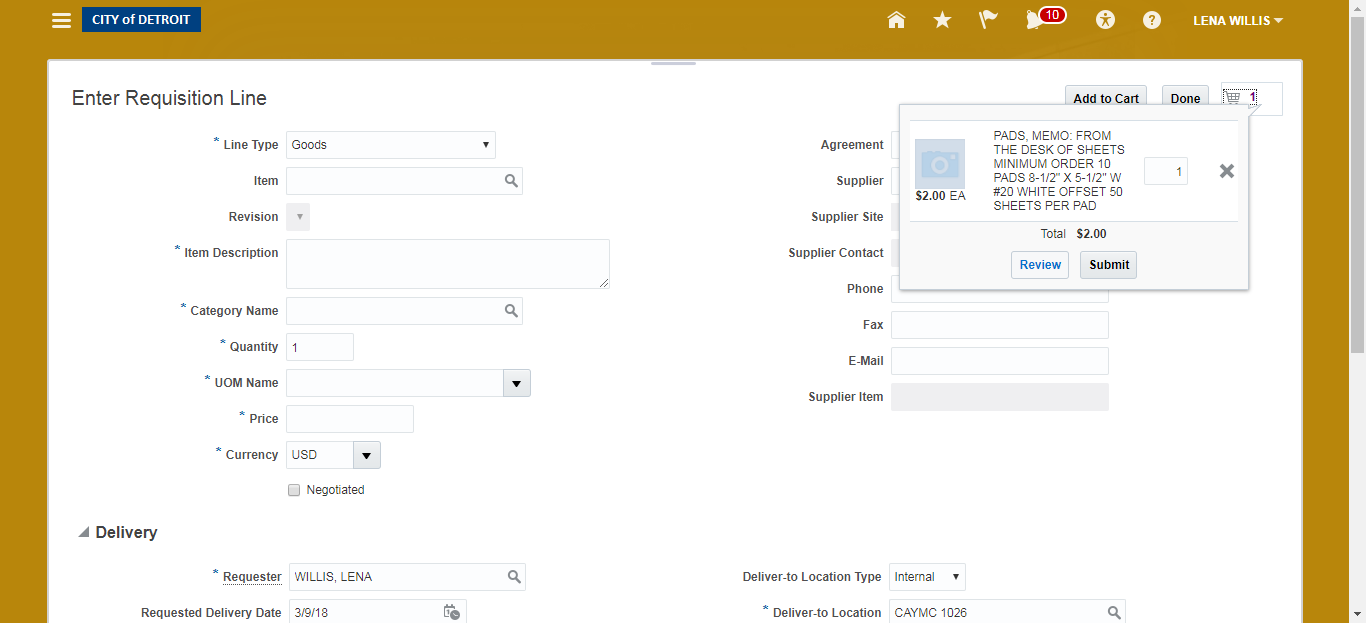 CITY of DETROIT
10
LENA WILLIS
Enter Requisition Line
Add to Cart
Done
1
* Line Type
Goods
Item
Revision
* Item Description
* Category Name
* Quantity
1
* UOM Name
* Price
* Currency
USD
Negotiated
Agreement
Supplier
Supplier Site
Supplier Contact
Phone
Fax
E-Mail
Supplier Item
PADS, MEMO: FROM
THE DESK OF SHEETS
MINIMUM ORDER 10
PADS 8-1/2" X 5-1/2" W
#20 WHITE OFFSET 50
SHEETS PER PAD
$2.00 EA
1
Total $2.00
Review
Submit
Delivery
* Requester
WILLIS, LENA
Requested Delivery Date
3/9/18
Deliver-to Location Type
Internal
* Deliver-to Location
CAYMC 1026